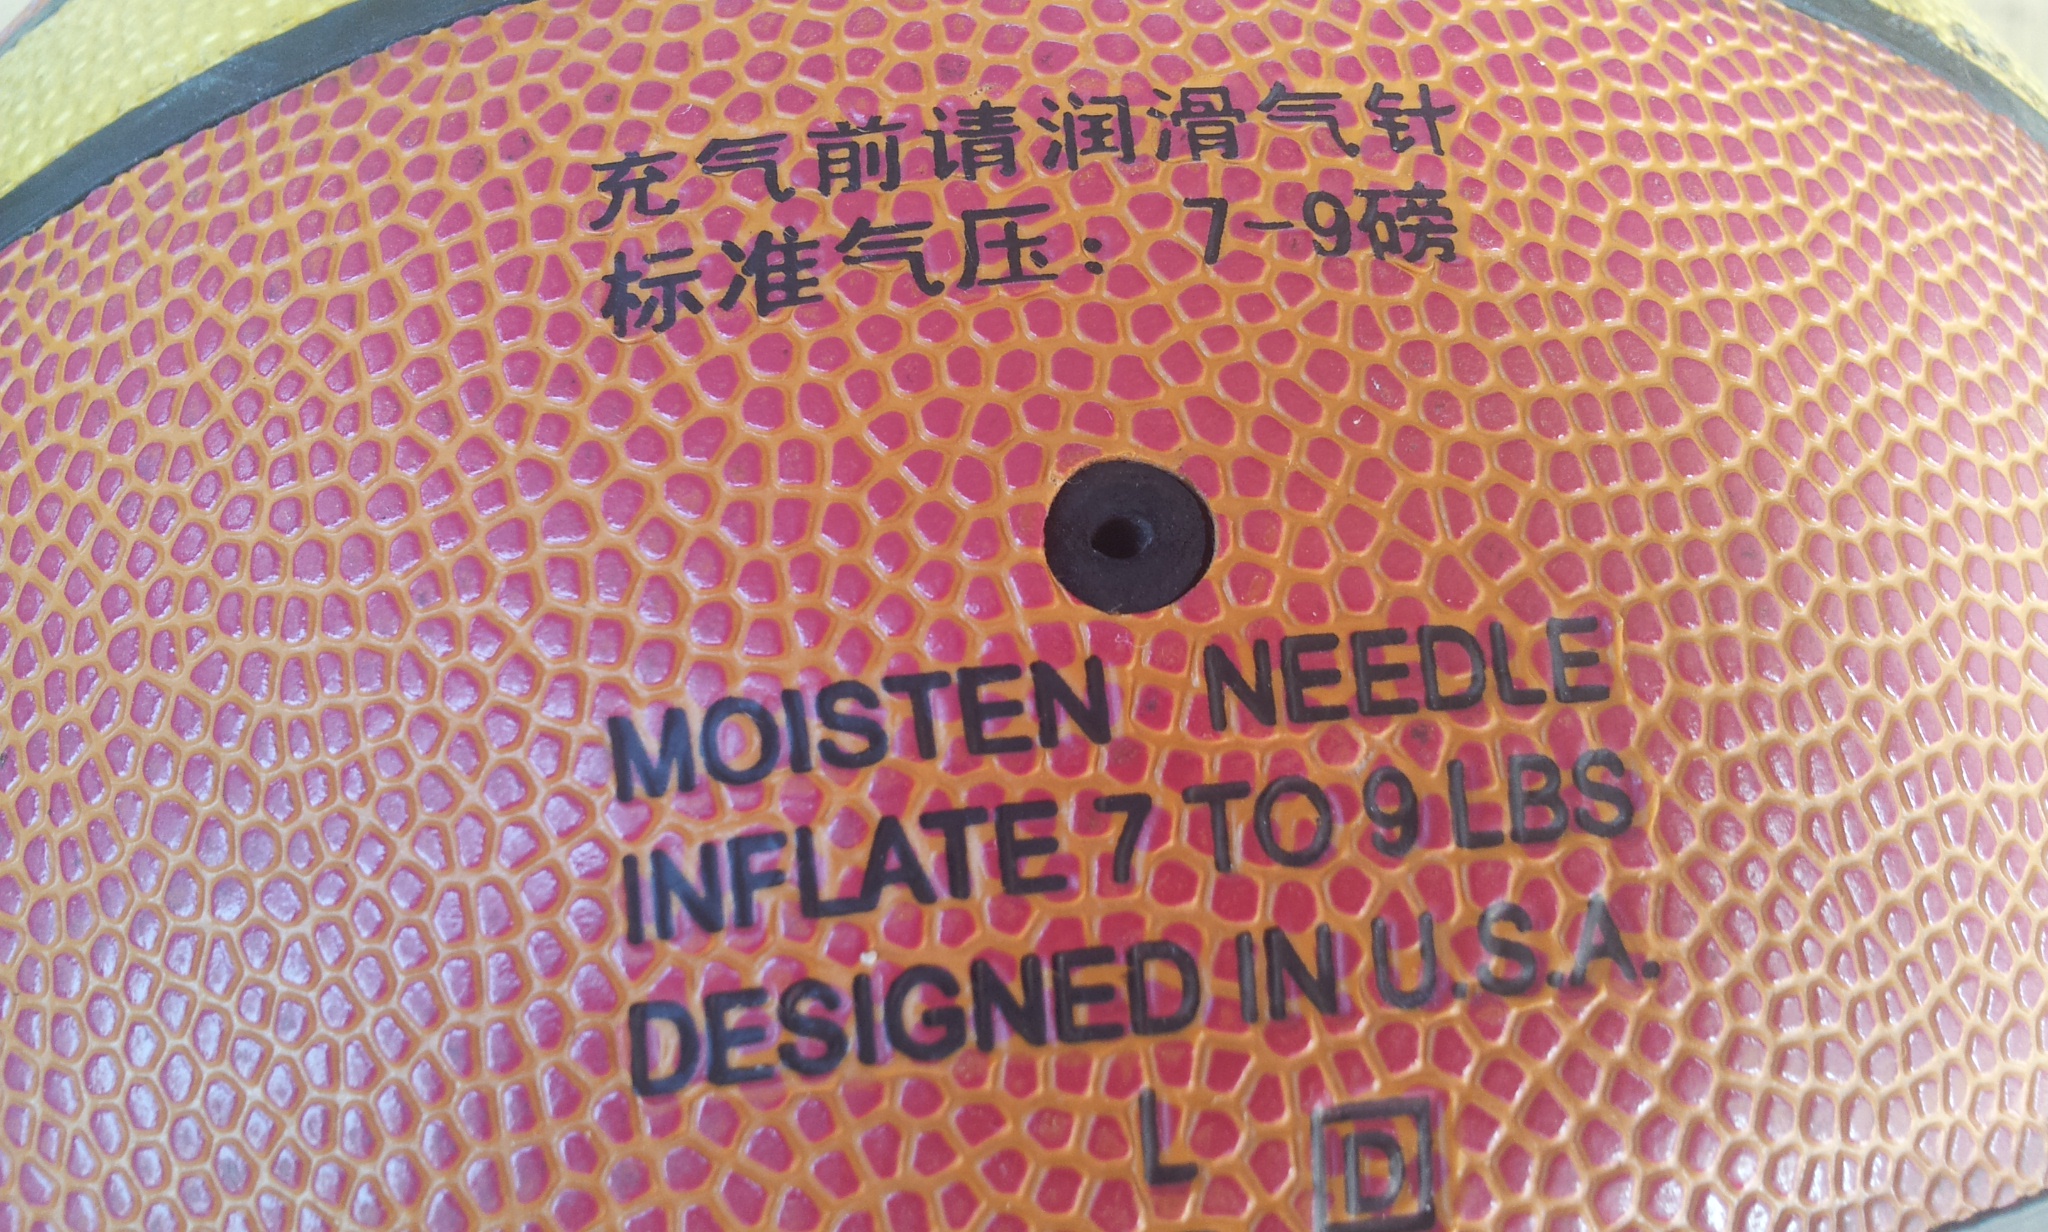 充气前请润滑气针
标准气压：7-9磅
MOISTEN NEEDLE
INFLATE 7 TO 9 LBS
DESIGNED IN U.S.A.
L D